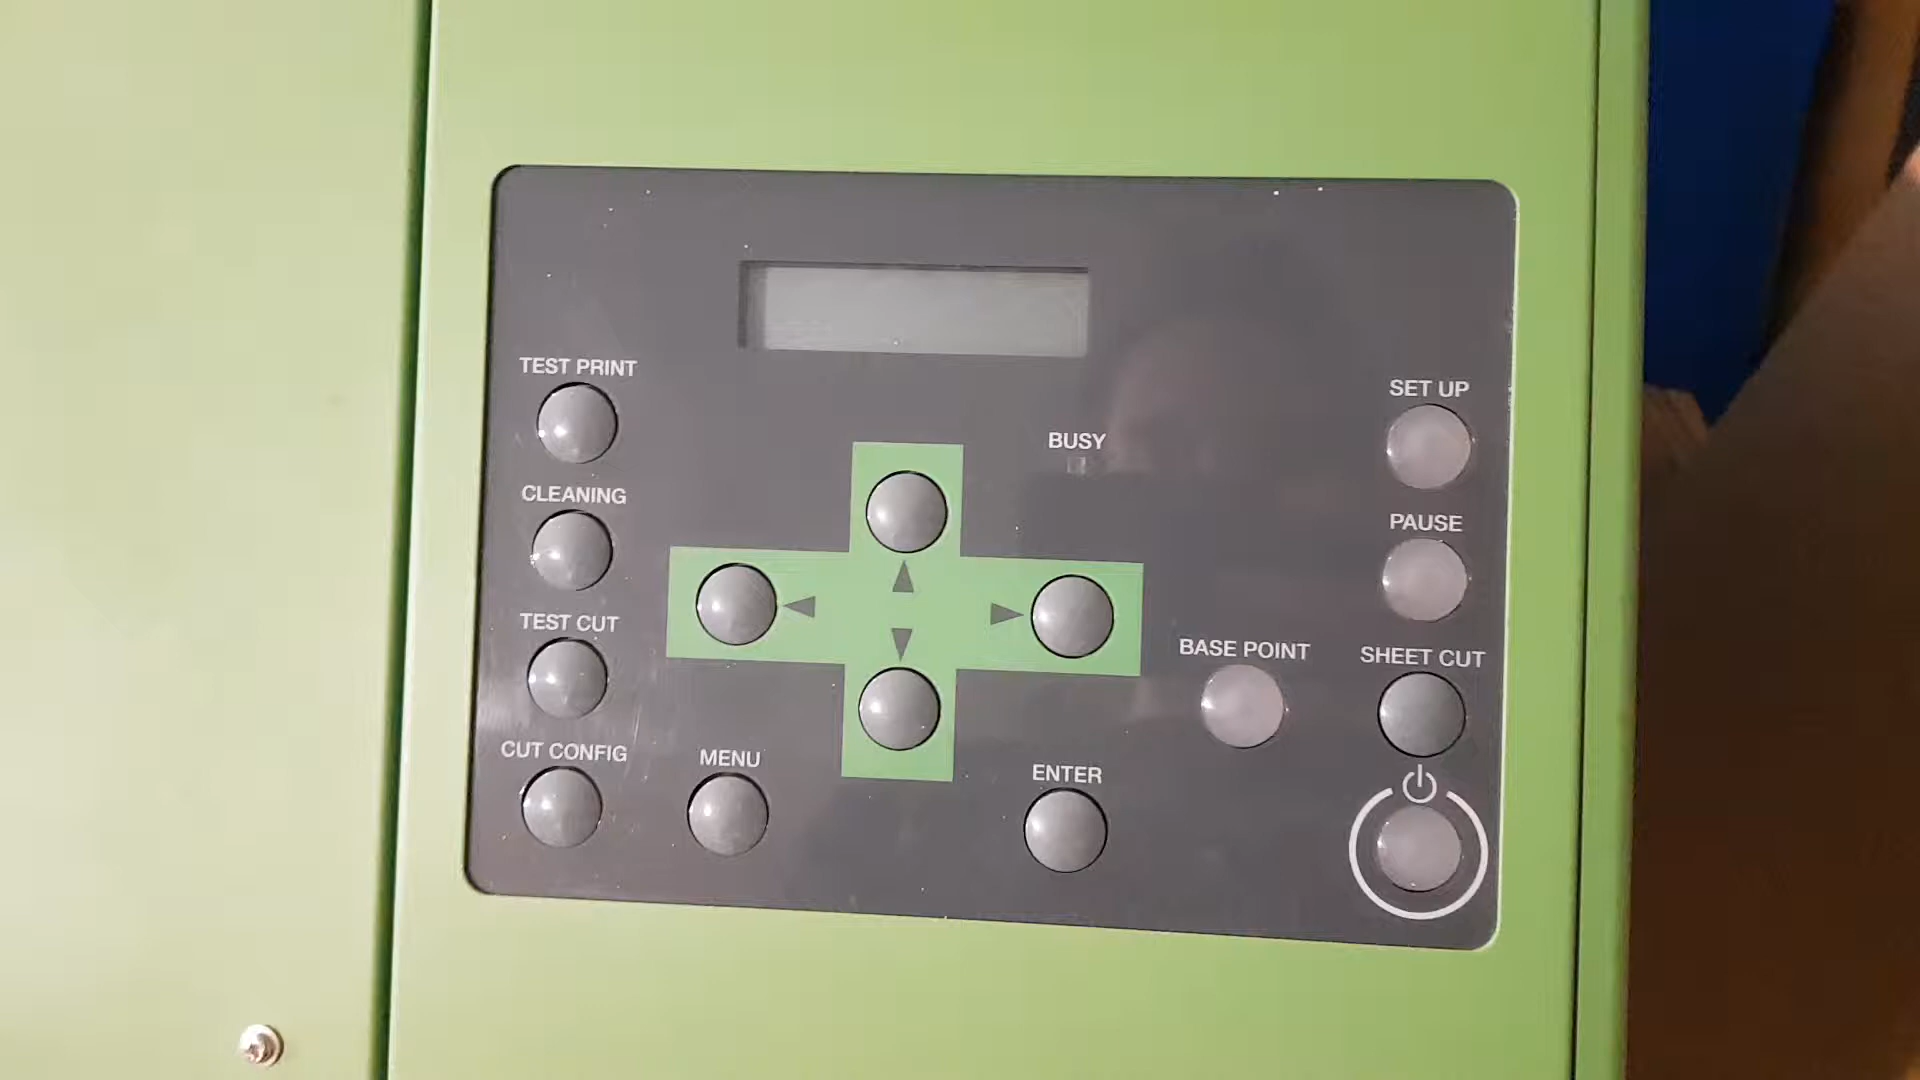 TEST PRINT
SET UP
BUSY
CLEANING
PAUSE
TEST CUT
BASE POINT
SHEET CUT
CUT CONFIG
MENU
ENTER